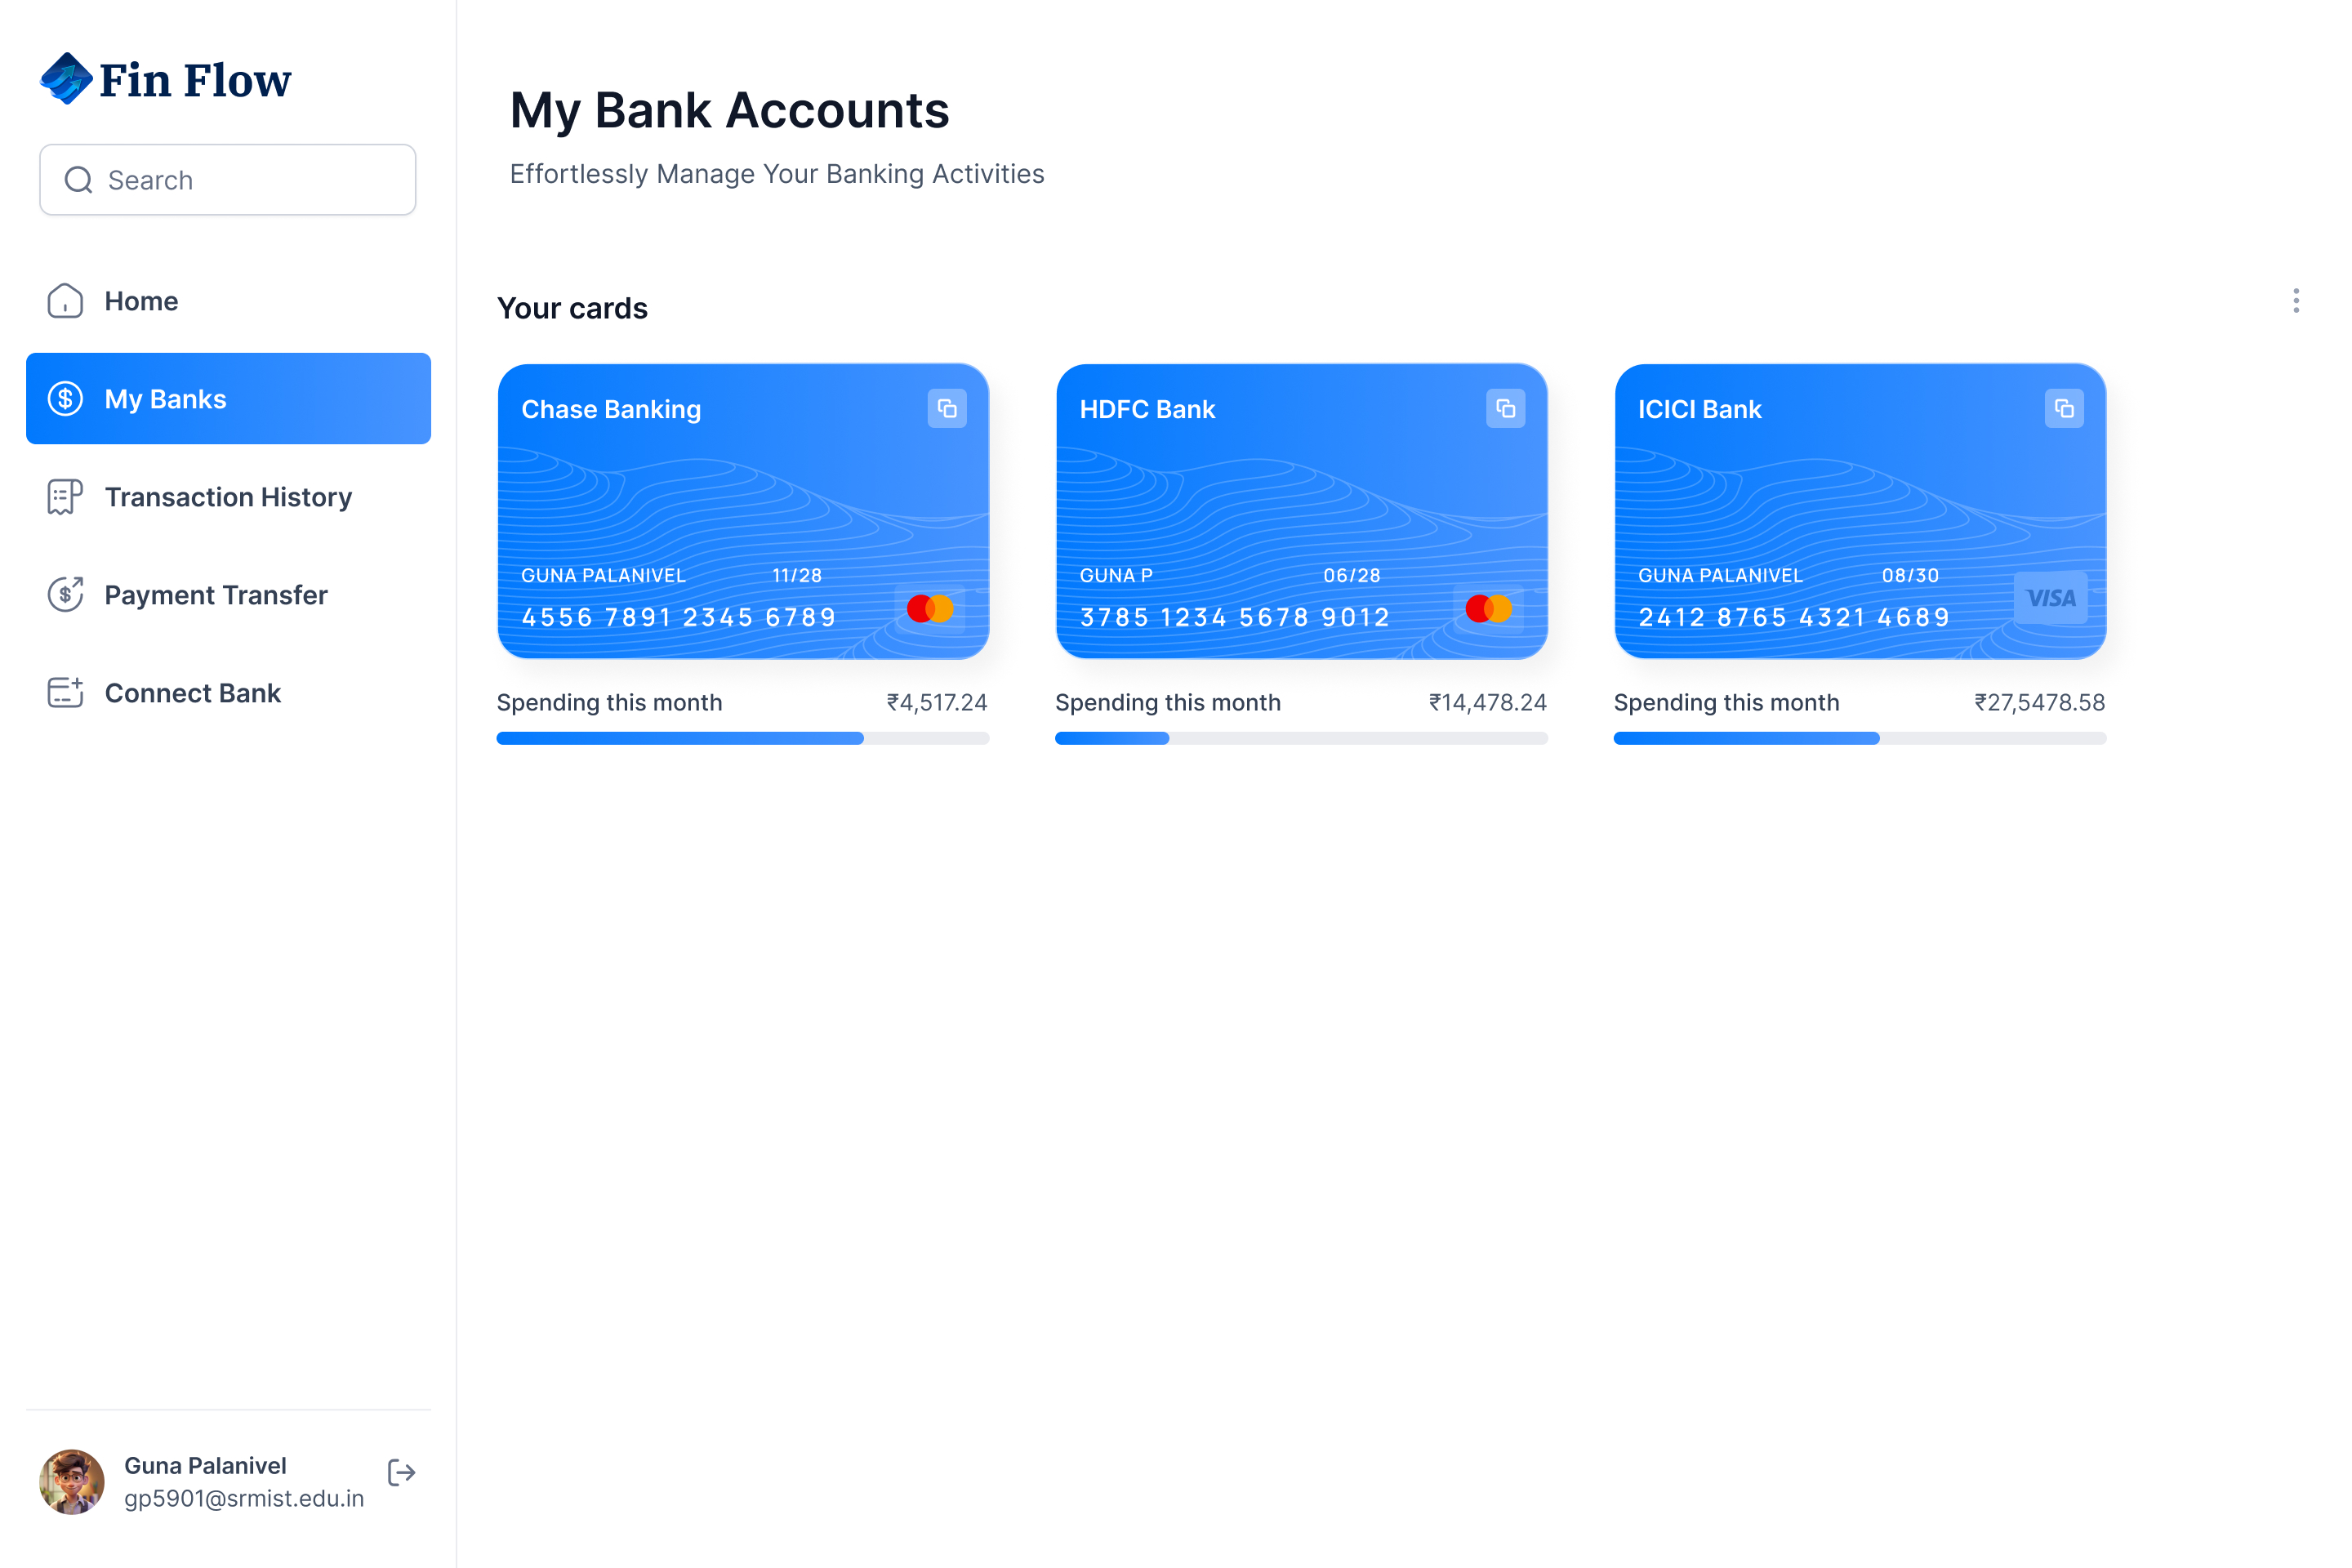 Fin Flow
Search
Home
My Banks
Transaction History
Payment Transfer
Connect Bank
Guna Palanivel
gp5901@srmist.edu.in
My Bank Accounts
Effortlessly Manage Your Banking Activities
Your cards
Chase Banking
GUNA PALANIVEL 11/28
4556 7891 2345 6789
Spending this month ₹4,517.24
HDFC Bank
GUNA P 06/28
3785 1234 5678 9012
Spending this month ₹14,478.24
ICICI Bank
GUNA PALANIVEL 08/30
2412 8765 4321 4689
VISA
Spending this month ₹27,5478.58